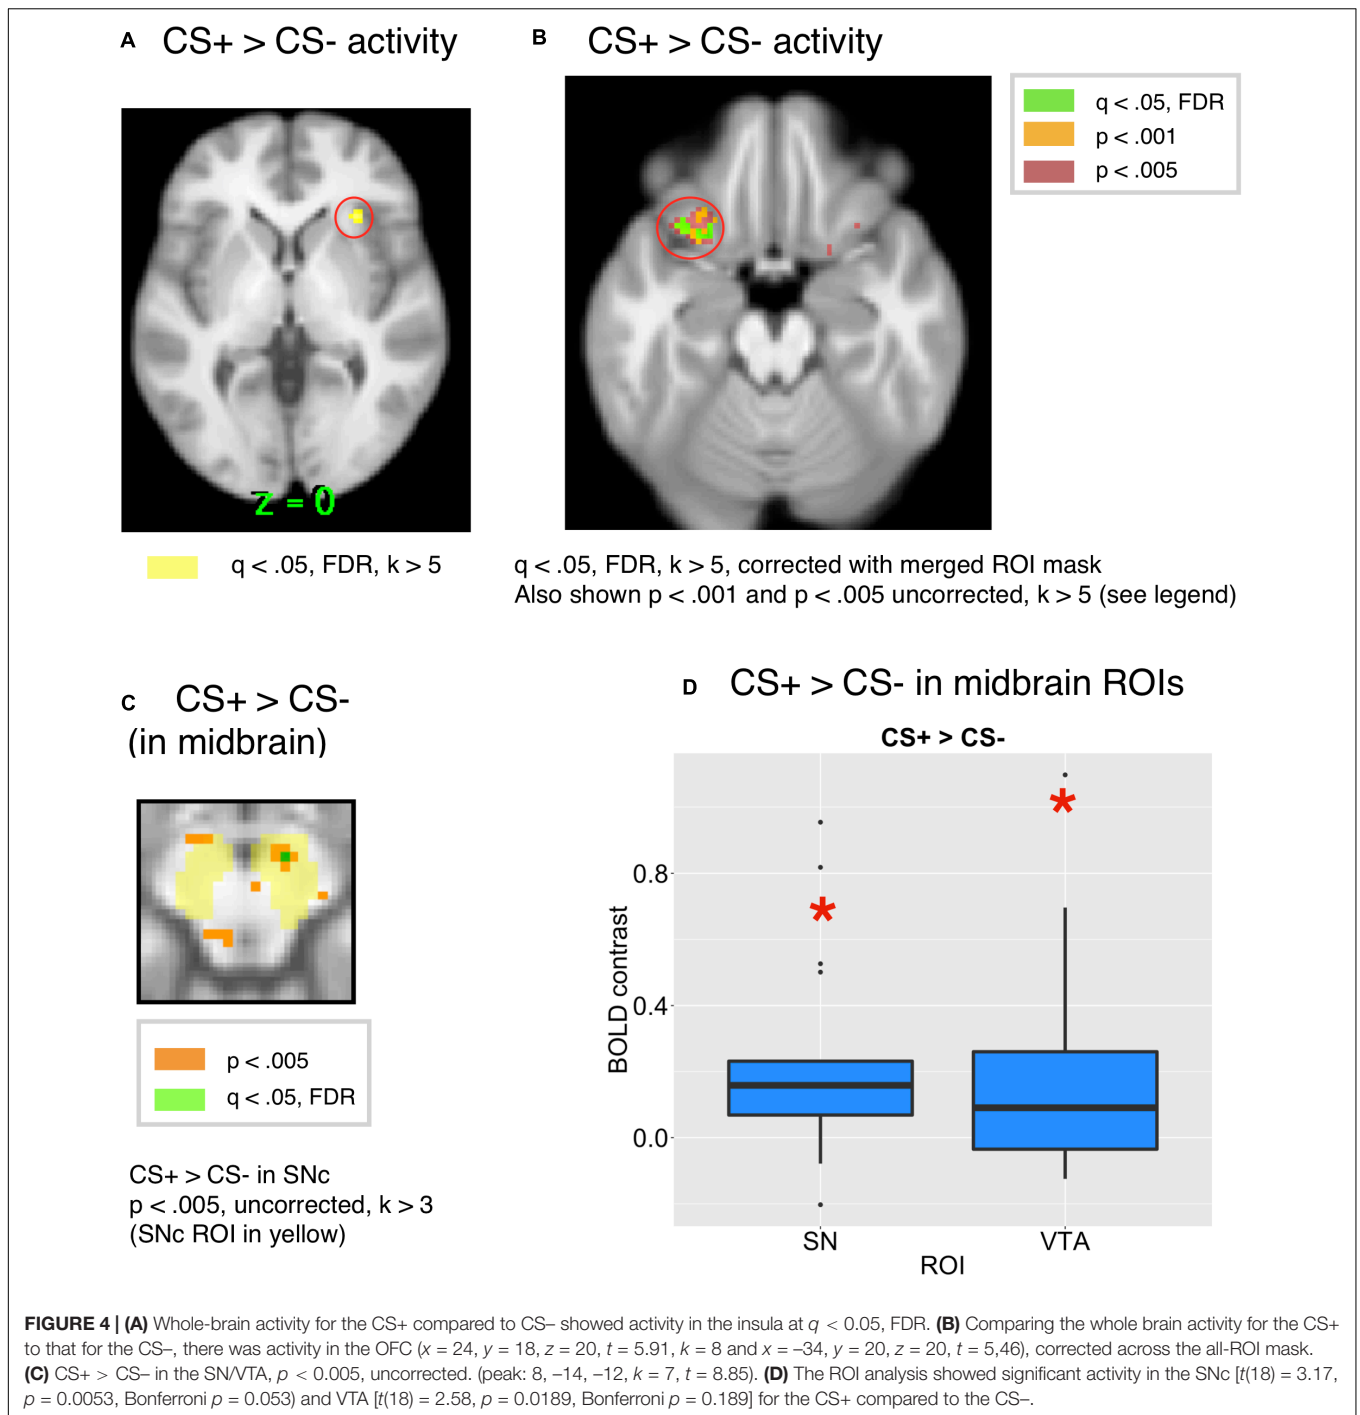 A CS+ > CS- activity
B CS+ > CS- activity
q < .05, FDR
p < .001
p < .005
z = 0
q < .05, FDR, k > 5
q < .05, FDR, k > 5, corrected with merged ROI mask
Also shown p < .001 and p < .005 uncorrected, k > 5 (see legend)
C CS+ > CS-
(in midbrain)
p < .005
q < .05, FDR
CS+ > CS- in SNc
p < .005, uncorrected, k > 3
(SNc ROI in yellow)
D CS+ > CS- in midbrain ROIs
CS+ > CS-
BOLD contrast
0.8
0.4
0.0
SN VTA
ROI
FIGURE 4 | (A) Whole-brain activity for the CS+ compared to CS– showed activity in the insula at q < 0.05, FDR. (B) Comparing the whole brain activity for the CS+
to that for the CS–, there was activity in the OFC (x = 24, y = 18, z = 20, t = 5.91, k = 8 and x = –34, y = 20, z = 20, t = 5,46), corrected across the all-ROI mask.
(C) CS+ > CS– in the SN/VTA, p < 0.005, uncorrected. (peak: 8, –14, –12, k = 7, t = 8.85). (D) The ROI analysis showed significant activity in the SNc [t(18) = 3.17,
p = 0.0053, Bonferroni p = 0.053) and VTA [t(18) = 2.58, p = 0.0189, Bonferroni p = 0.189] for the CS+ compared to the CS–.